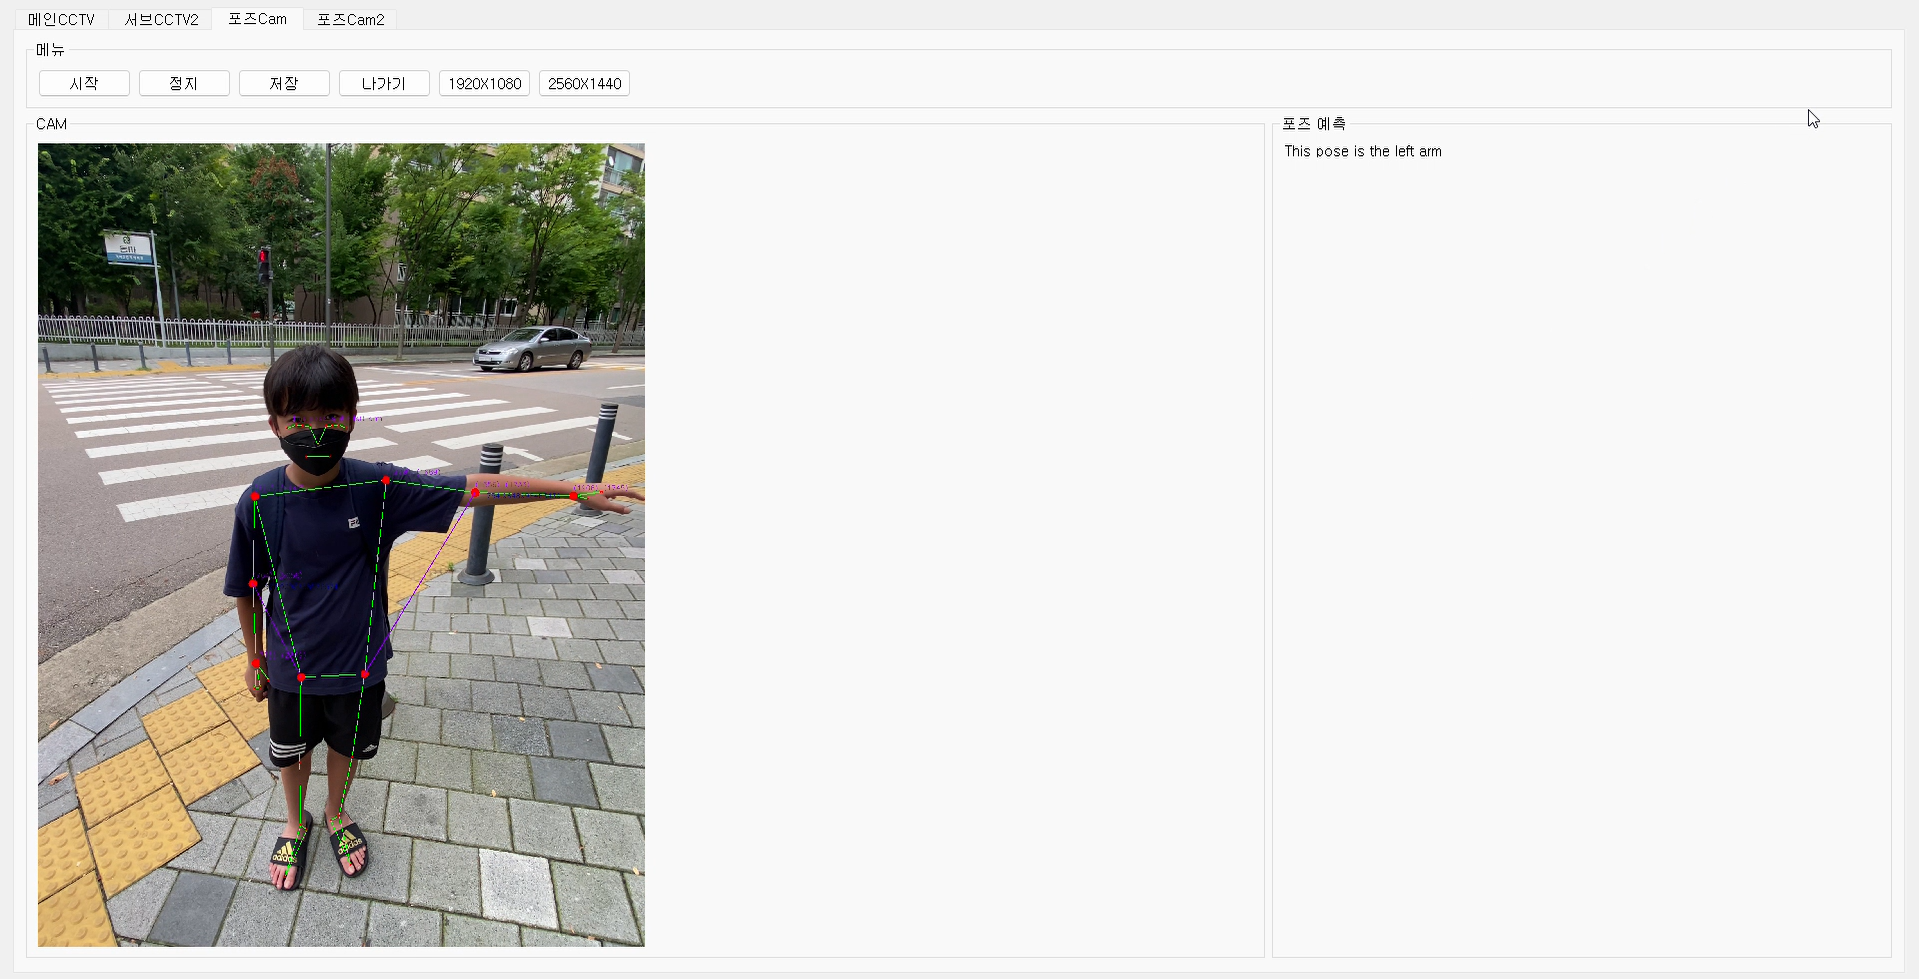 메인CCTV
서브CCTV2
포즈Cam
포즈Cam2
메뉴
시작
정지
저장
나가기
1920X1080
2560X1440
CAM
포즈 예측
This pose is the left arm
adidas
adidas